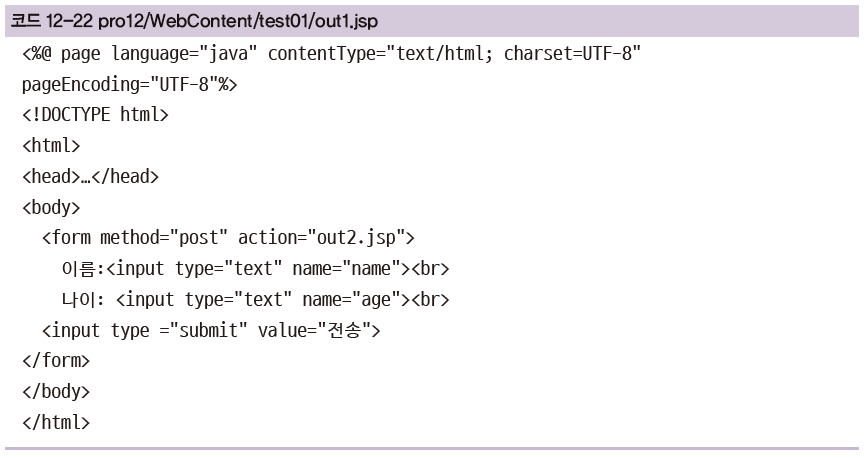 코드 12-22 pro12/WebContent/test01/out1.jsp
<%@ page language="java" contentType="text/html; charset=UTF-8"
pageEncoding="UTF-8"%>
<!DOCTYPE html>
<html>
<head>…</head>
<body>
<form method="post" action="out2.jsp">
이름:<input type="text" name="name"><br>
나이: <input type="text" name="age"><br>
<input type ="submit" value="전송">
</form>
</body>
</html>